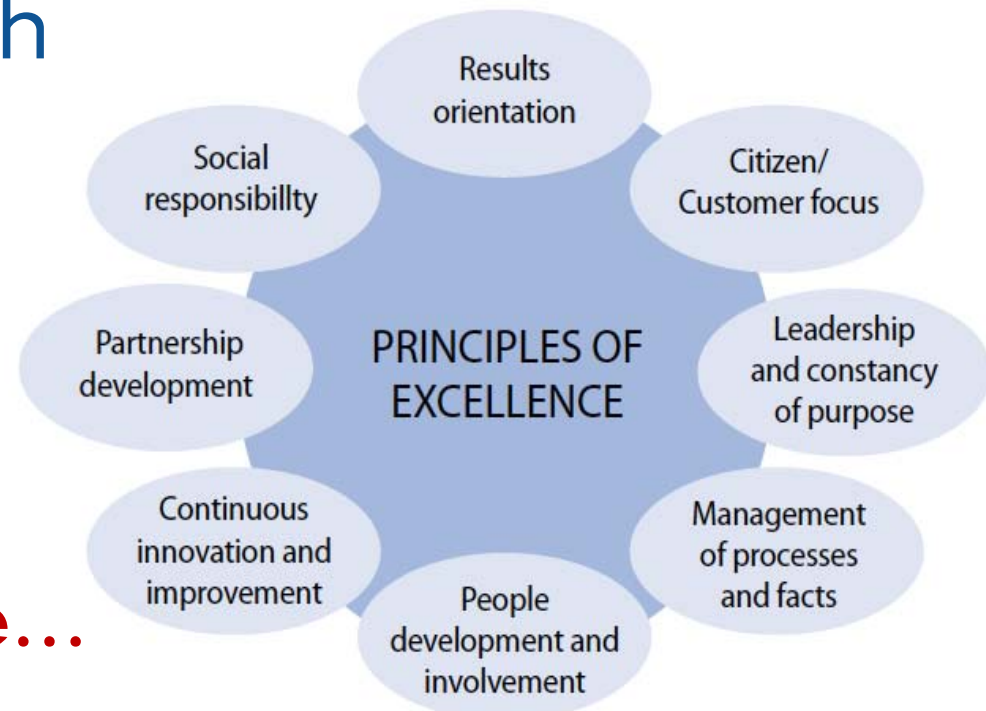 h
Results
orientation
Citizen/
Customer focus
Leadership
and constancy
of purpose
Management
of processes
and facts
People
development and
involvement
Continuous
innovation and
improvement
Partnership
development
Social
responsibillty
PRINCIPLES OF
EXCELLENCE
e...